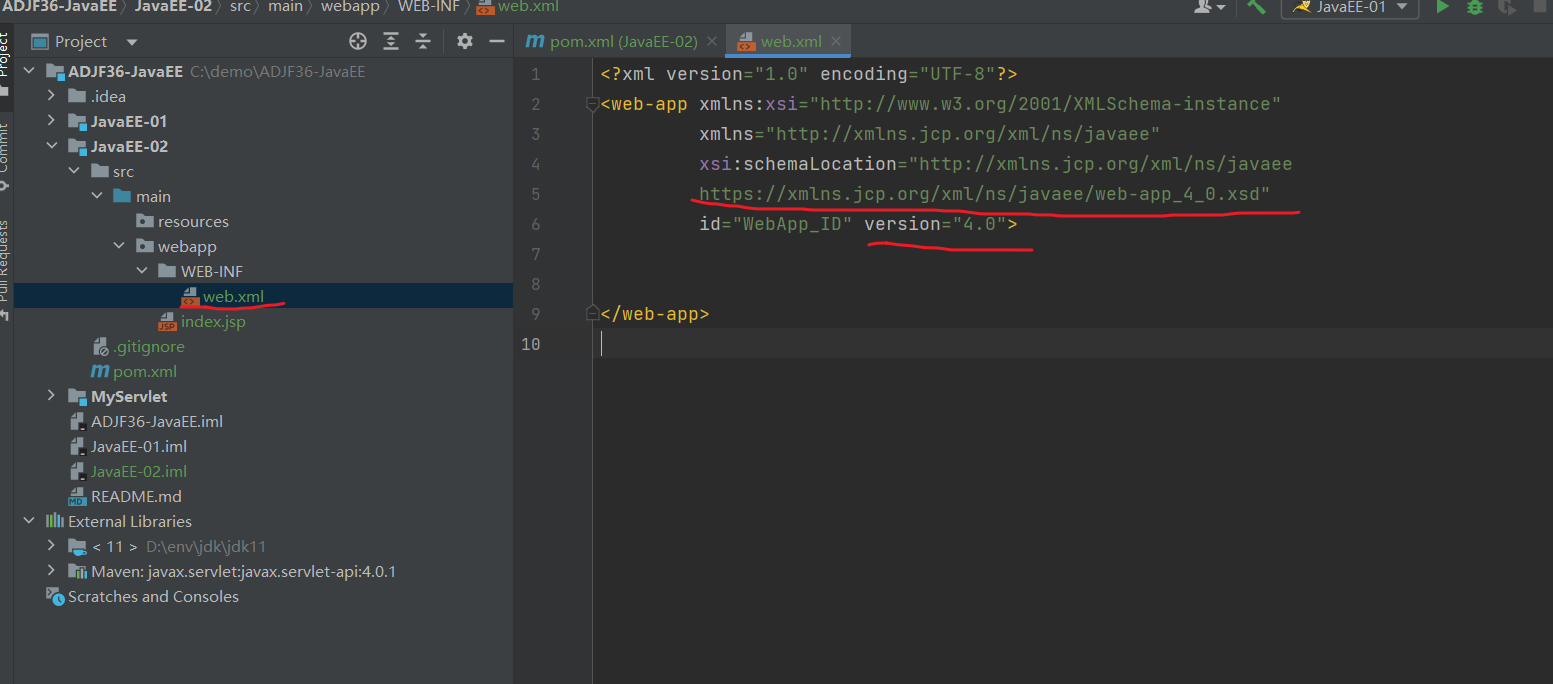 ADJF36-JavaEE › JavaEE-02 › src › main › webapp › WEB-INF › web.xml
JavaEE-01
Project
Commit
Pull Requests
Project
pom.xml (JavaEE-02)
web.xml
ADJF36-JavaEE C:\demo\ADJF36-JavaEE
.idea
JavaEE-01
JavaEE-02
src
main
resources
webapp
WEB-INF
web.xml
index.jsp
.gitignore
pom.xml
MyServlet
ADJF36-JavaEE.iml
JavaEE-01.iml
JavaEE-02.iml
README.md
External Libraries
< 11 > D:\env\jdk\jdk11
Maven: javax.servlet:javax.servlet-api:4.0.1
Scratches and Consoles
1 <?xml version="1.0" encoding="UTF-8"?>
2 <web-app xmlns:xsi="http://www.w3.org/2001/XMLSchema-instance"
3 xmlns="http://xmlns.jcp.org/xml/ns/javaee"
4 xsi:schemaLocation="http://xmlns.jcp.org/xml/ns/javaee
5 https://xmlns.jcp.org/xml/ns/javaee/web-app_4_0.xsd"
6 id="WebApp_ID" version="4.0">
7
8
9 </web-app>
10